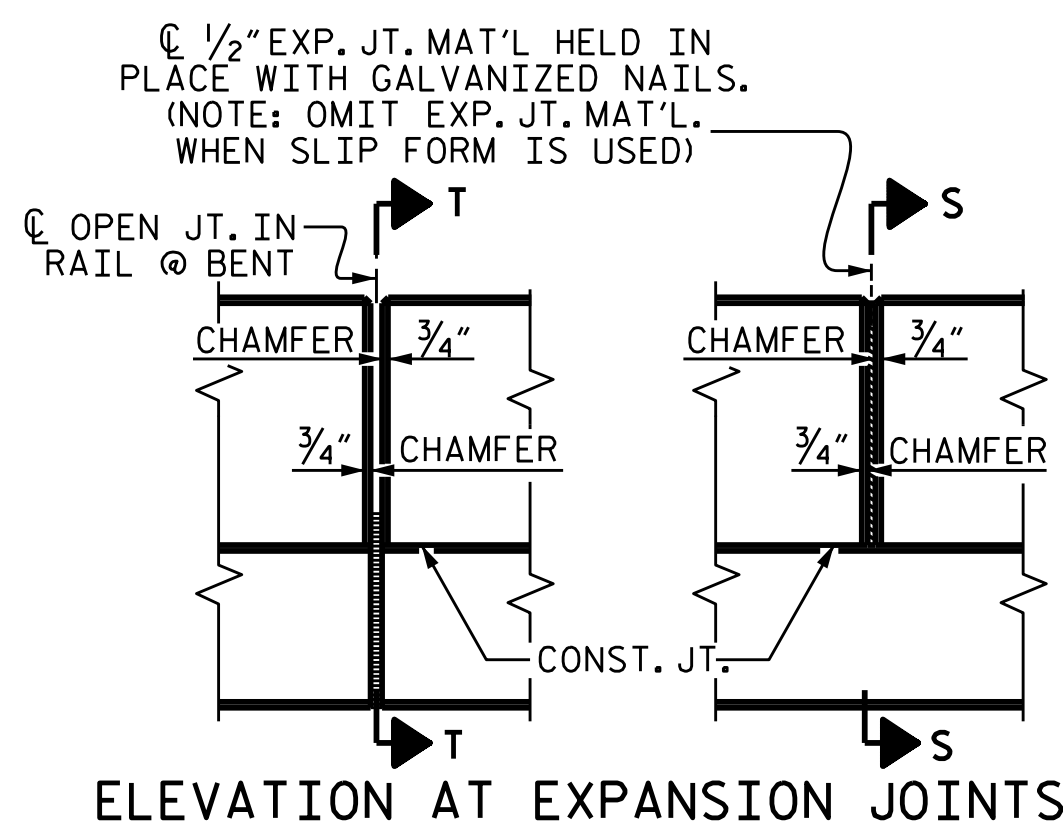 ℄ 1/2" EXP. JT. MAT'L HELD IN
PLACE WITH GALVANIZED NAILS.
(NOTE: OMIT EXP. JT. MAT'L.
WHEN SLIP FORM IS USED)
T
S
℄ OPEN JT. IN
RAIL @ BENT
CHAMFER
3/4"
CHAMFER
3/4"
3/4"
CHAMFER
3/4"
CHAMFER
CONST. JT.
T
S
ELEVATION AT EXPANSION JOINTS